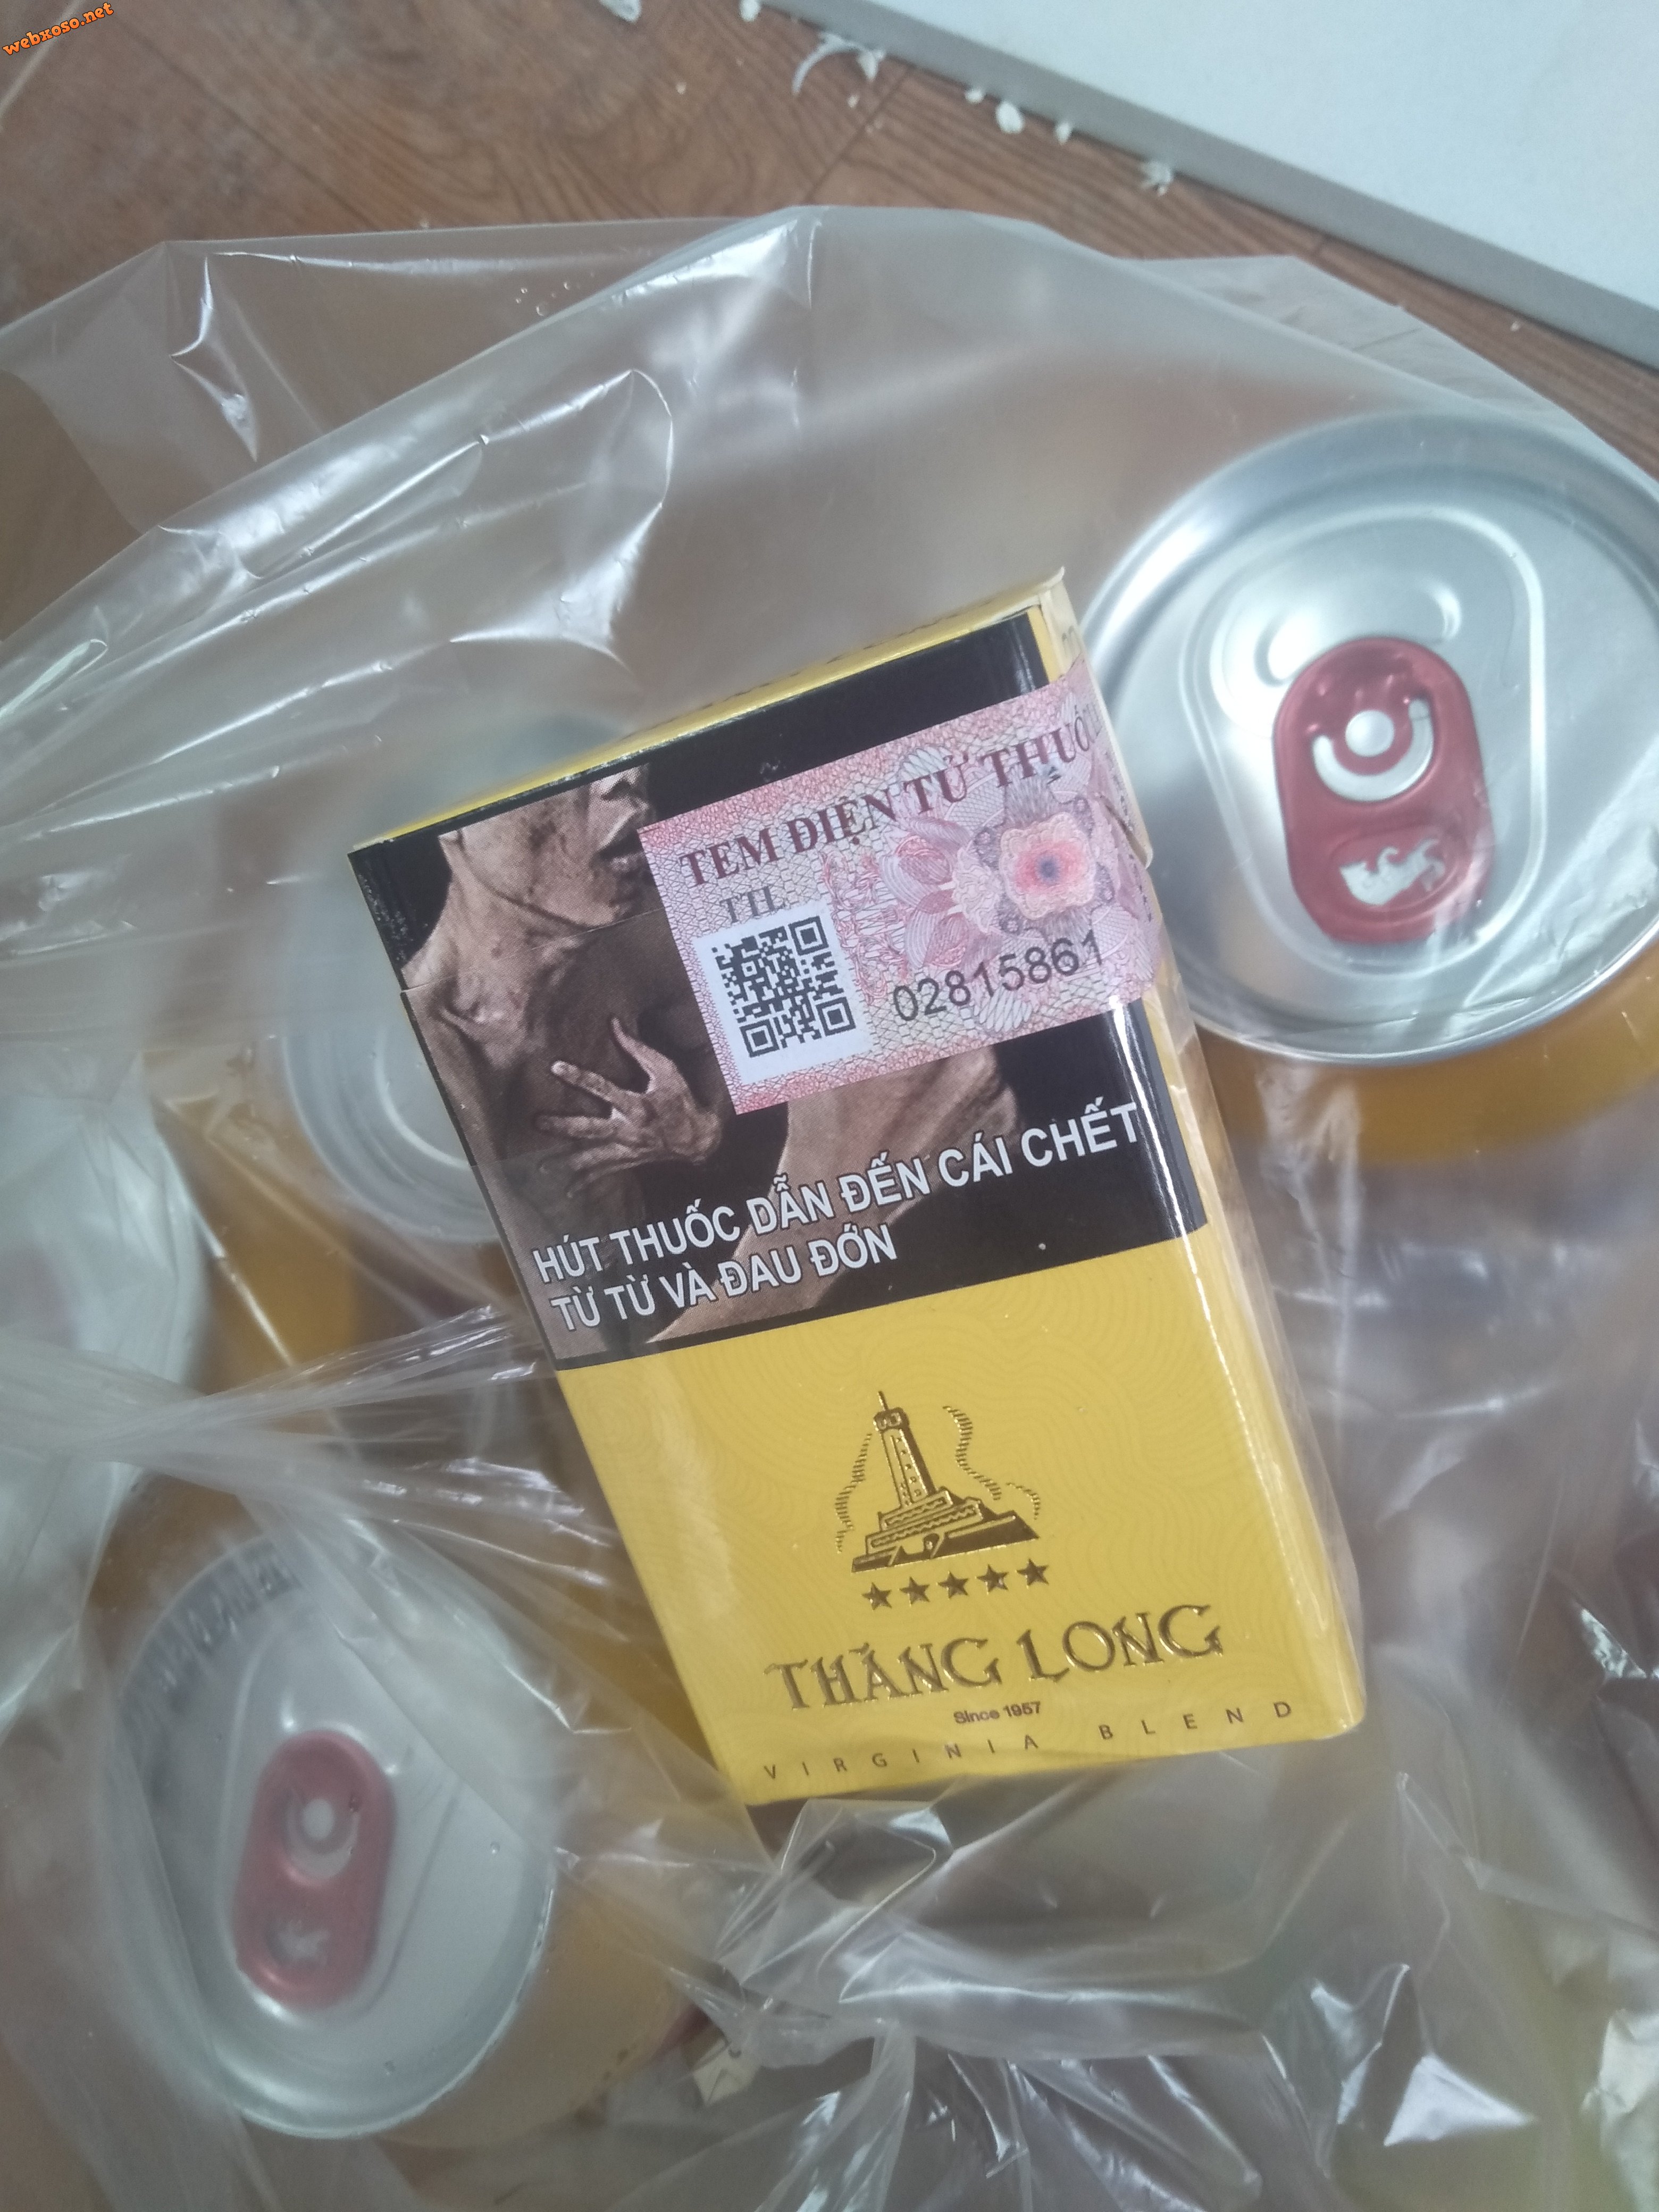 webxoso.net
TEM ĐIỆN TỬ THUỐ
TTL
02815861
HÚT THUỐC DẪN ĐẾN CÁI CHẾT
TỪ TỪ VÀ ĐAU ĐỚN
THĂNG LONG
Since 1957
VIRGINIA BLEND